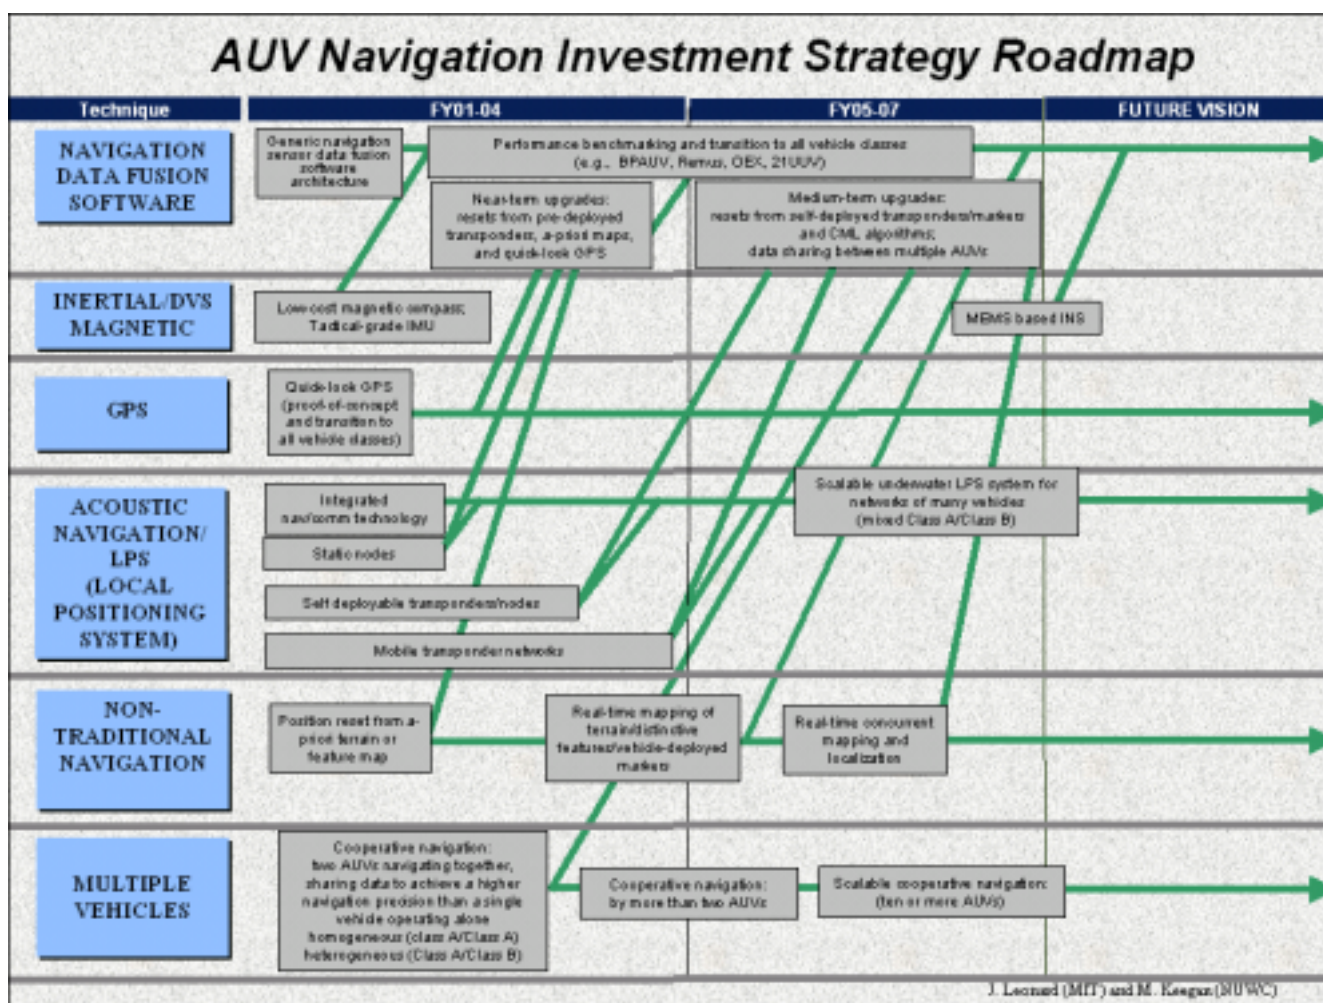 AUV Navigation Investment Strategy Roadmap
Technique
FY01-04
FY05-07
FUTURE VISION
NAVIGATION
DATA FUSION
SOFTWARE
Generic navigation
sensor data fusion
software
architecture
Performance benchmarking and transition to all vehicle classes
(e.g., BPAUV, Remus, OEX, 21UUV)
Near-term upgrades:
resets from pre-deployed
transponders, a-priori maps,
and quick-look GPS
Medium-term upgrades:
resets from self-deployed transponders/markers
and CML algorithms;
data sharing between multiple AUVs
INERTIAL/DVS
MAGNETIC
Low-cost magnetic compass;
Tactical-grade IMU
MEMS based INS
GPS
Quick-look GPS
(proof-of-concept
and transition to
all vehicle classes)
ACOUSTIC
NAVIGATION/
LPS
(LOCAL
POSITIONING
SYSTEM)
Integrated
nav/comm technology
Static nodes
Self deployable transponders/nodes
Mobile transponder networks
Scalable underwater LPS system for
networks of many vehicles
(mixed Class A/Class B)
NON-
TRADITIONAL
NAVIGATION
Position reset from a-
priori terrain or
feature map
Real-time mapping of
terrain/distinctive
features/vehicle-deployed
markers
Real-time concurrent
mapping and
localization
MULTIPLE
VEHICLES
Cooperative navigation:
two AUVs navigating together,
sharing data to achieve a higher
navigation precision than a single
vehicle operating alone
homogeneous (class A/Class A)
heterogeneous (Class A/Class B)
Cooperative navigation:
by more than two AUVs
Scalable cooperative navigation:
(ten or more AUVs)
J. Leonard (MIT) and M. Keegan (NUWC)